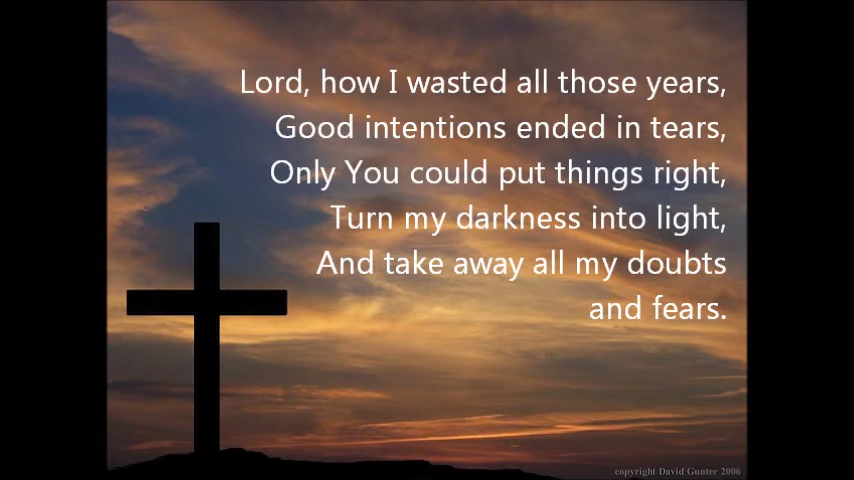 Lord, how I wasted all those years,
Good intentions ended in tears,
Only You could put things right,
Turn my darkness into light,
And take away all my doubts
and fears.
copyright David Gunter 2006